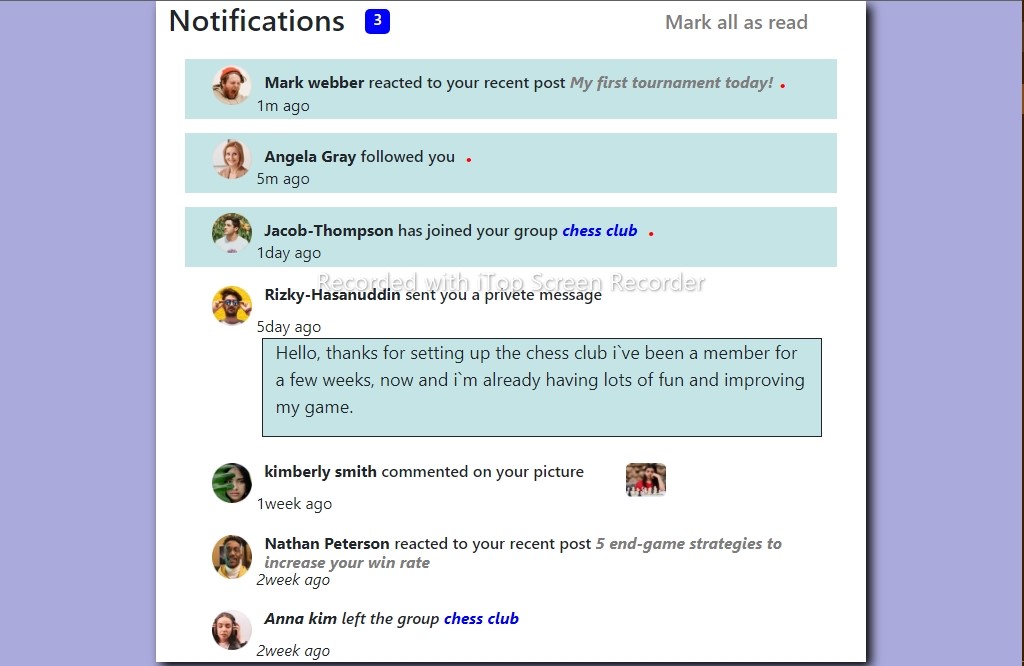 Notifications 3 Mark all as read
Mark webber reacted to your recent post My first tournament today!
1m ago
Angela Gray followed you
5m ago
Jacob-Thompson has joined your group chess club
1day ago
Recorded with iTop Screen Recorder
Rizky-Hasanuddin sent you a privete message
5day ago
Hello, thanks for setting up the chess club i`ve been a member for
a few weeks, now and i`m already having lots of fun and improving
my game.
kimberly smith commented on your picture
1week ago
Nathan Peterson reacted to your recent post 5 end-game strategies to
increase your win rate
2week ago
Anna kim left the group chess club
2week ago